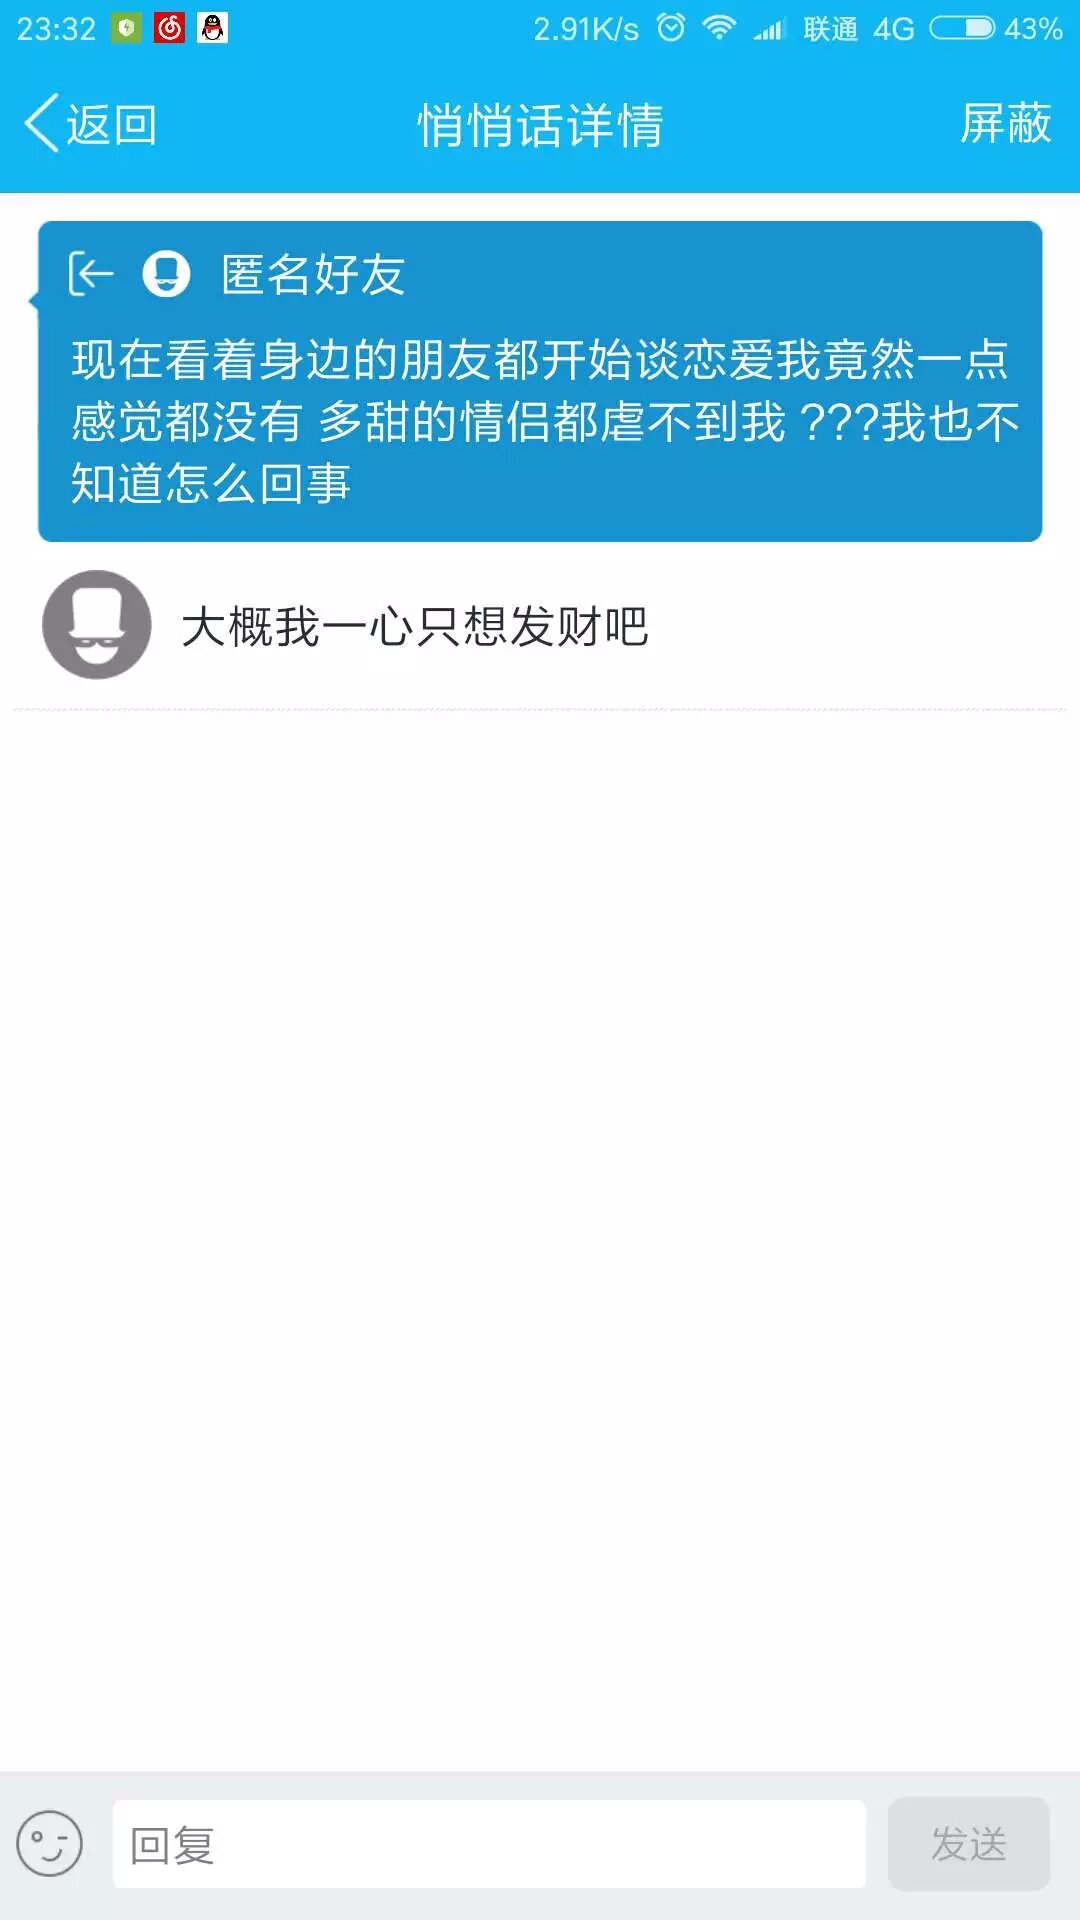 23:32 2.91K/s 联通 4G 43%
返回 悄悄话详情 屏蔽
匿名好友
现在看着身边的朋友都开始谈恋爱我竟然一点
感觉都没有 多甜的情侣都虐不到我 ???我也不
知道怎么回事
大概我一心只想发财吧
回复 发送